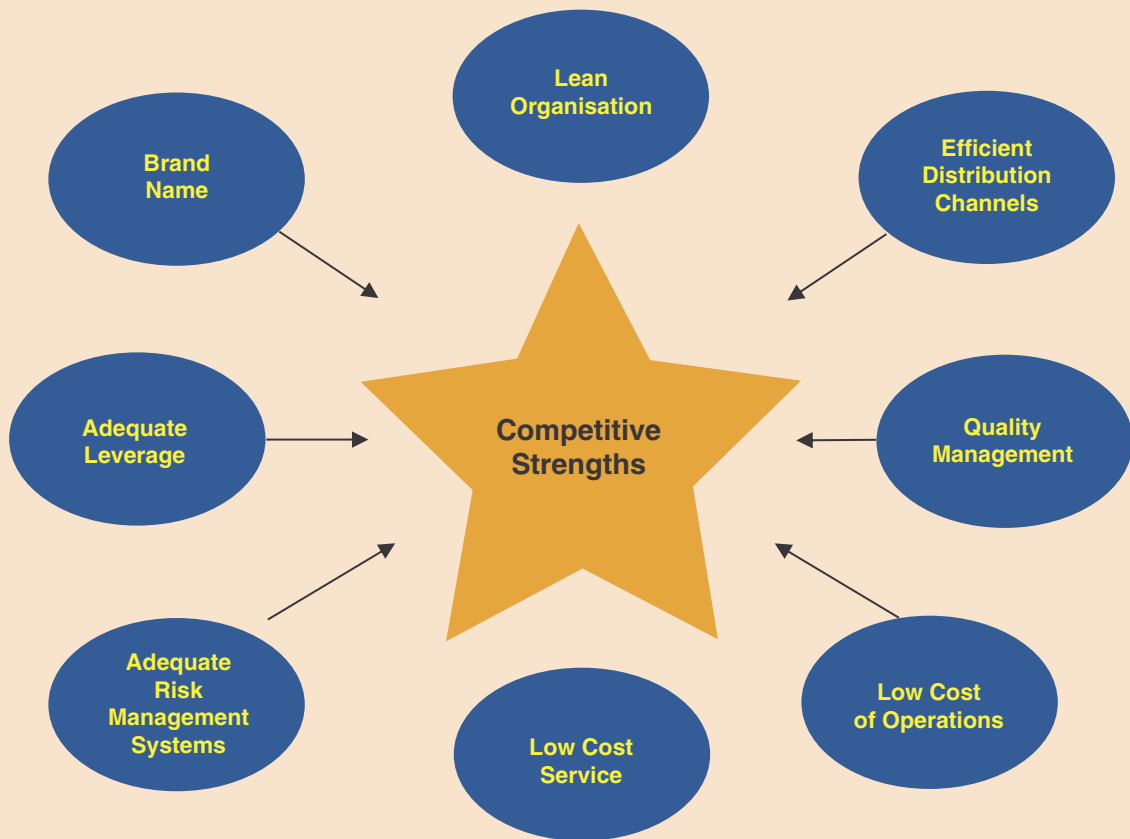 Lean
Organisation
Brand
Name
Efficient
Distribution
Channels
Adequate
Leverage
Competitive
Strengths
Quality
Management
Adequate
Risk
Management
Systems
Low Cost
of Operations
Low Cost
Service